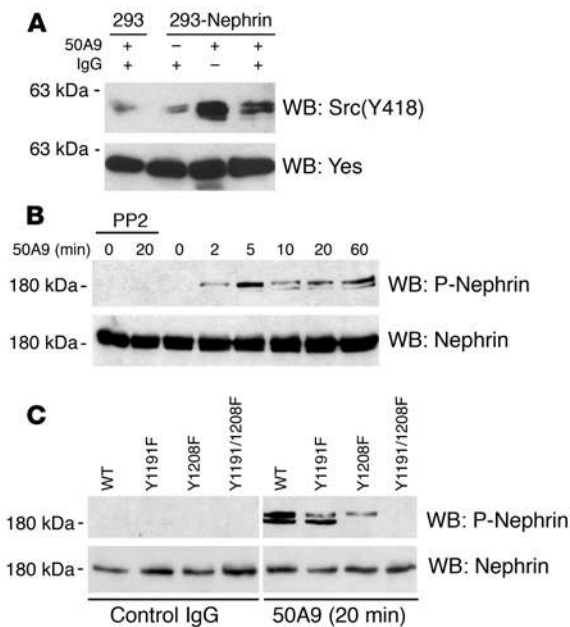 A
293 293-Nephrin
50A9 + – + +
IgG + + – +
63 kDa -
WB: Src(Y418)
63 kDa -
WB: Yes
B
PP2
50A9 (min) 0 20 0 2 5 10 20 60
180 kDa-
WB: P-Nephrin
180 kDa-
WB: Nephrin
C
WT Y1191F Y1208F Y1191/1208F WT Y1191F Y1208F Y1191/1208F
180 kDa-
WB: P-Nephrin
180 kDa-
WB: Nephrin
Control IgG 50A9 (20 min)